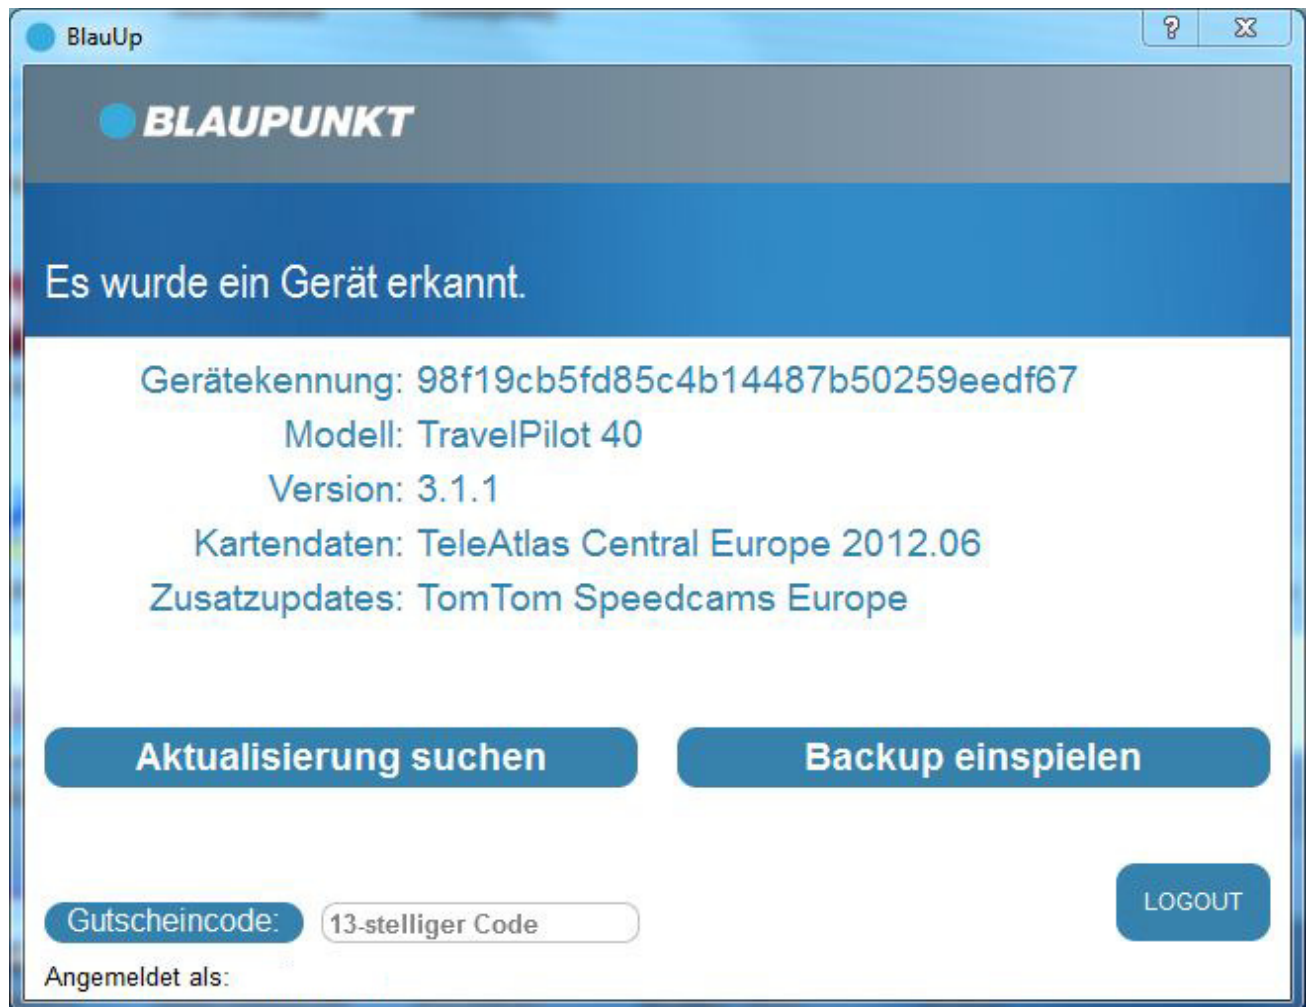 BlauUp
BLAUPUNKT
Es wurde ein Gerät erkannt.
Gerätekennung: 98f19cb5fd85c4b14487b50259eedf67
Modell: TravelPilot 40
Version: 3.1.1
Kartendaten: TeleAtlas Central Europe 2012.06
Zusatzupdates: TomTom Speedcams Europe
Aktualisierung suchen Backup einspielen
LOGOUT
Gutscheincode: 13-stelliger Code
Angemeldet als: